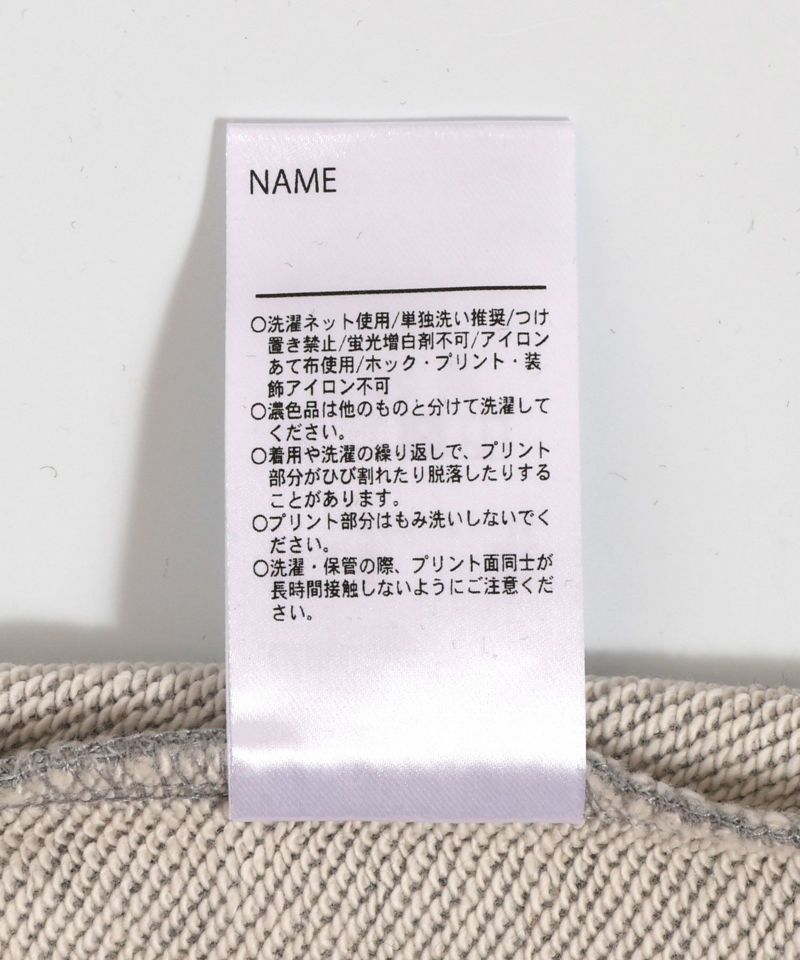 NAME
○洗濯ネット使用/単独洗い推奨/つけ
置き禁止/蛍光増白剤不可/アイロン
あて布使用/ホック・プリント・装
飾アイロン不可
○濃色品は他のものと分けて洗濯して
ください。
○着用や洗濯の繰り返しで、プリント
部分がひび割れたり脱落したりする
ことがあります。
○プリント部分はもみ洗いしないでく
ださい。
○洗濯・保管の際、プリント面同士が
長時間接触しないようにご注意くだ
さい。